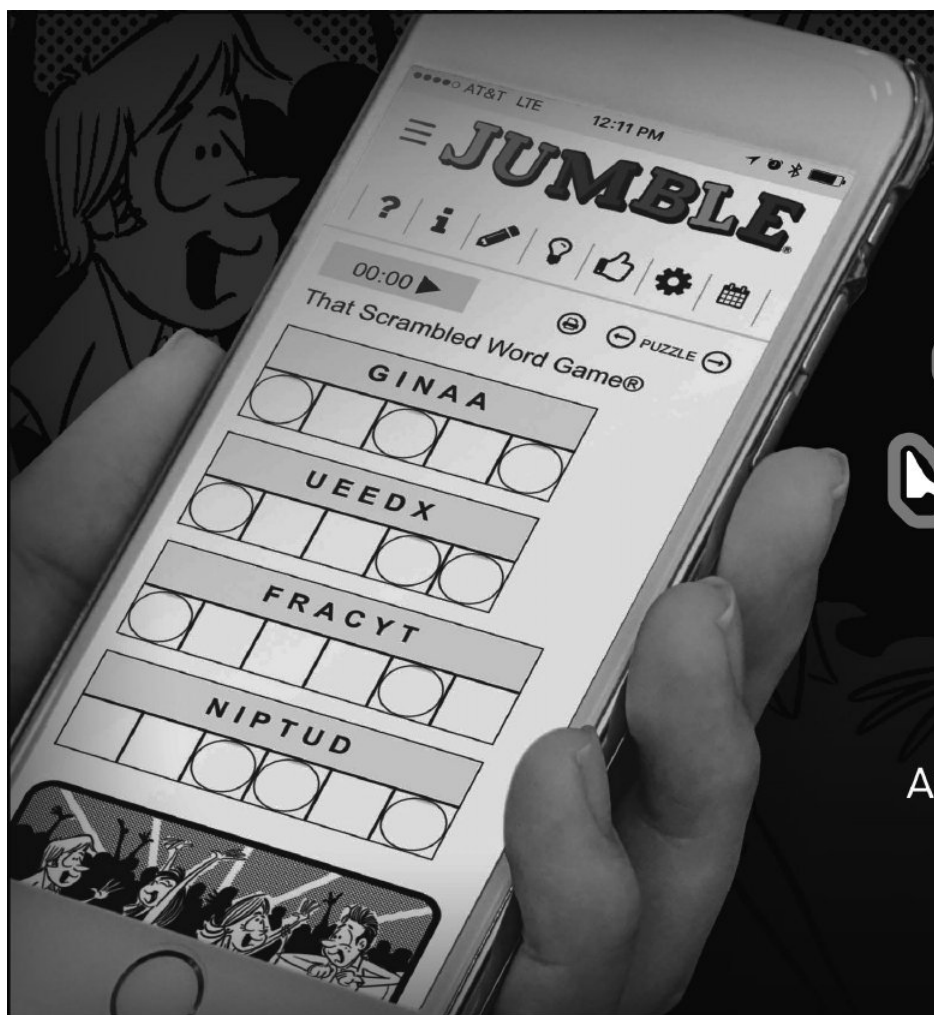 AT&T LTE 12:11 PM
JUMBLE®
? i
00:00
PUZZLE
That Scrambled Word Game®
GINAA
UEEDX
FRACYT
NIPTUD
A